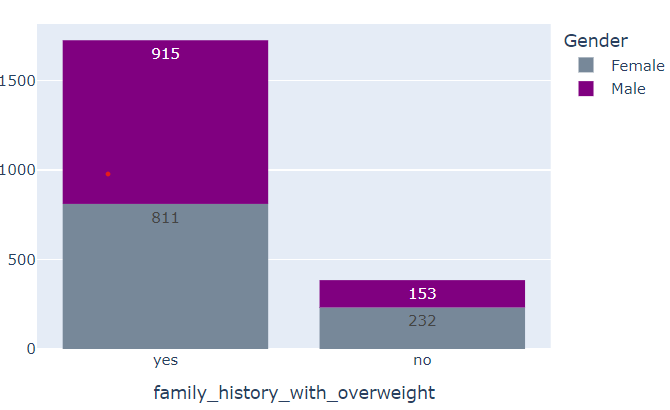 Gender
Female
Male
1500
1000
500
0
915
811
153
232
yes
no
family_history_with_overweight